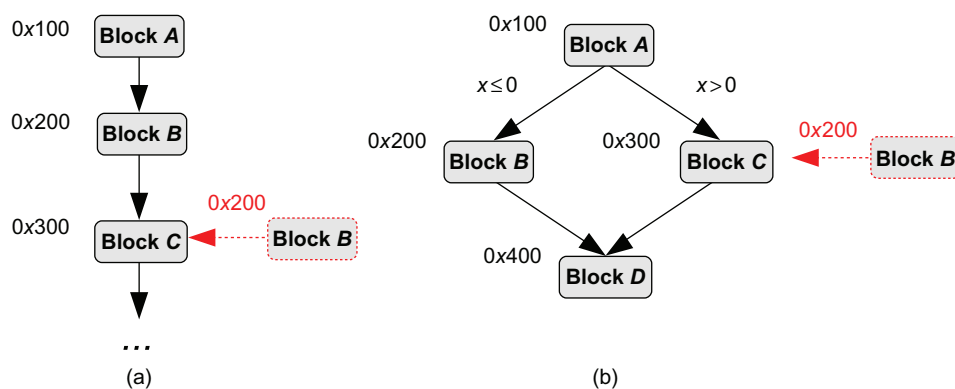 0x100
Block A
0x200
Block B
0x300
0x200
Block C
Block B
...
(a)
0x100
Block A
x ≤ 0
x > 0
0x200
0x300
0x200
Block B
Block C
Block B
0x400
Block D
(b)